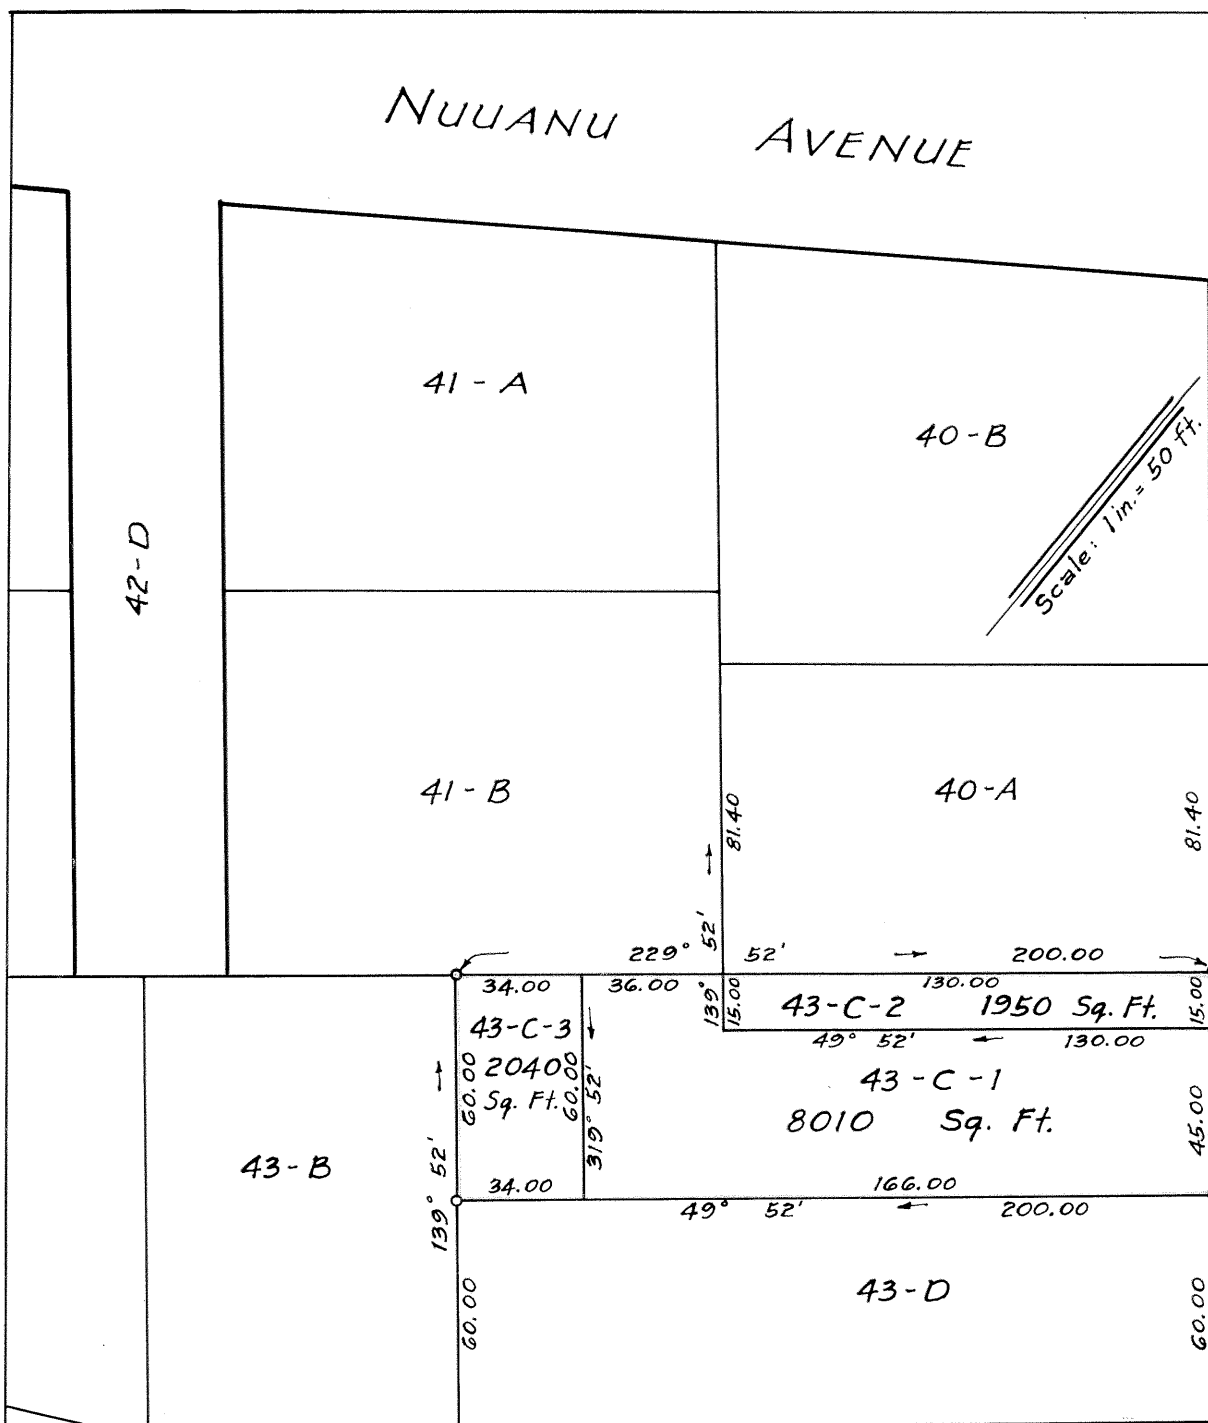 NUUANU AVENUE
41 - A
40 - B
Scale: 1 in. = 50 ft.
42 - D
41 - B
40 - A
81.40
81.40
139° 52'
229° 52' 200.00
34.00 36.00 130.00
15.00
43-C-2 1950 Sq. Ft.
15.00
49° 52' 130.00
43-C-3
2040
Sq. Ft.
60.00
60.00
319° 52'
43 - C - 1
8010 Sq. Ft.
45.00
43 - B
139° 52'
34.00 166.00
49° 52' 200.00
43 - D
60.00
60.00